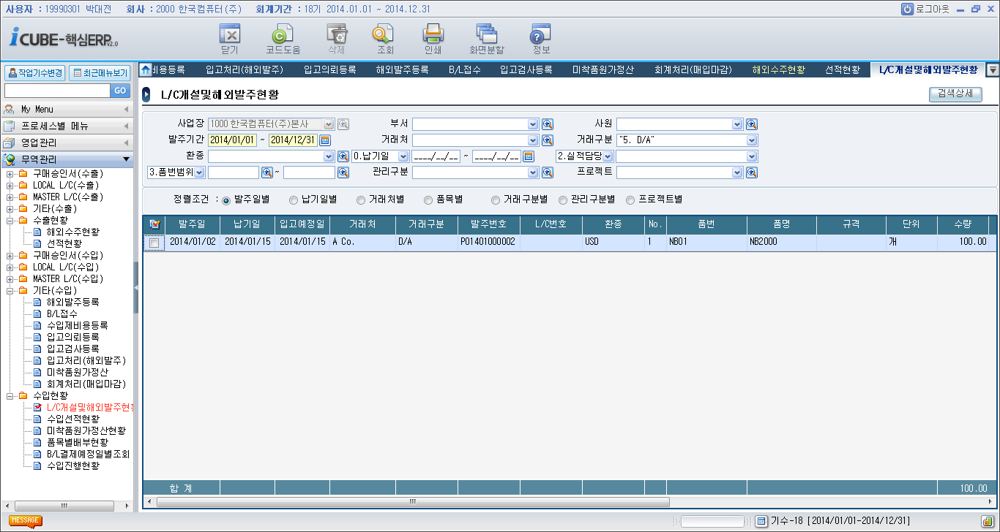 사용자 : 19990301 박대전 회사 : 2000 한국컴퓨터(주) 회계기간 : 18기 2014.01.01 ~ 2014.12.31 로그아웃
iCUBE-핵심ERP v2.0
닫기 코드도움 삭제 조회 인쇄 화면분할 정보
작업기수변경 최근메뉴보기
비용등록 입고처리(해외발주) 입고의뢰등록 해외발주등록 B/L접수 입고검사등록 미착품원가정산 회계처리(매입마감) 해외수주현황 선적현황 L/C개설및해외발주현황
GO
L/C개설및해외발주현황 검색상세
My Menu
프로세스별 메뉴
영업관리
무역관리
구매승인서(수출)
LOCAL L/C(수출)
MASTER L/C(수출)
기타(수출)
수출현황
해외수주현황
선적현황
구매승인서(수입)
LOCAL L/C(수입)
MASTER L/C(수입)
기타(수입)
해외발주등록
B/L접수
수입제비용등록
입고의뢰등록
입고검사등록
입고처리(해외발주)
미착품원가정산
회계처리(매입마감)
수입현황
L/C개설및해외발주현황
수입선적현황
미착품원가정산현황
품목별배부현황
B/L결제예정일별조회
수입진행현황
사업장 1000 한국컴퓨터(주)본사 부서 사원
발주기간 2014/01/01 ~ 2014/12/31 거래처 거래구분 "5. D/A"
환종 0.납기일 ____/__/__ ~ ____/__/__ 2.실적담당
3.품번범위 ~ 관리구분 프로젝트
정렬조건 : 발주일별 납기일별 거래처별 품목별 거래구분별 관리구분별 프로젝트별
발주일 납기일 입고예정일 거래처 거래구분 발주번호 L/C번호 환종 No. 품번 품명 규격 단위 수량
2014/01/02 2014/01/15 2014/01/15 A Co. D/A PO1401000002 USD 1 NB01 NB2000 개 100.00
합 계 100.00
MESSAGE
기수-18 [2014/01/01-2014/12/31]